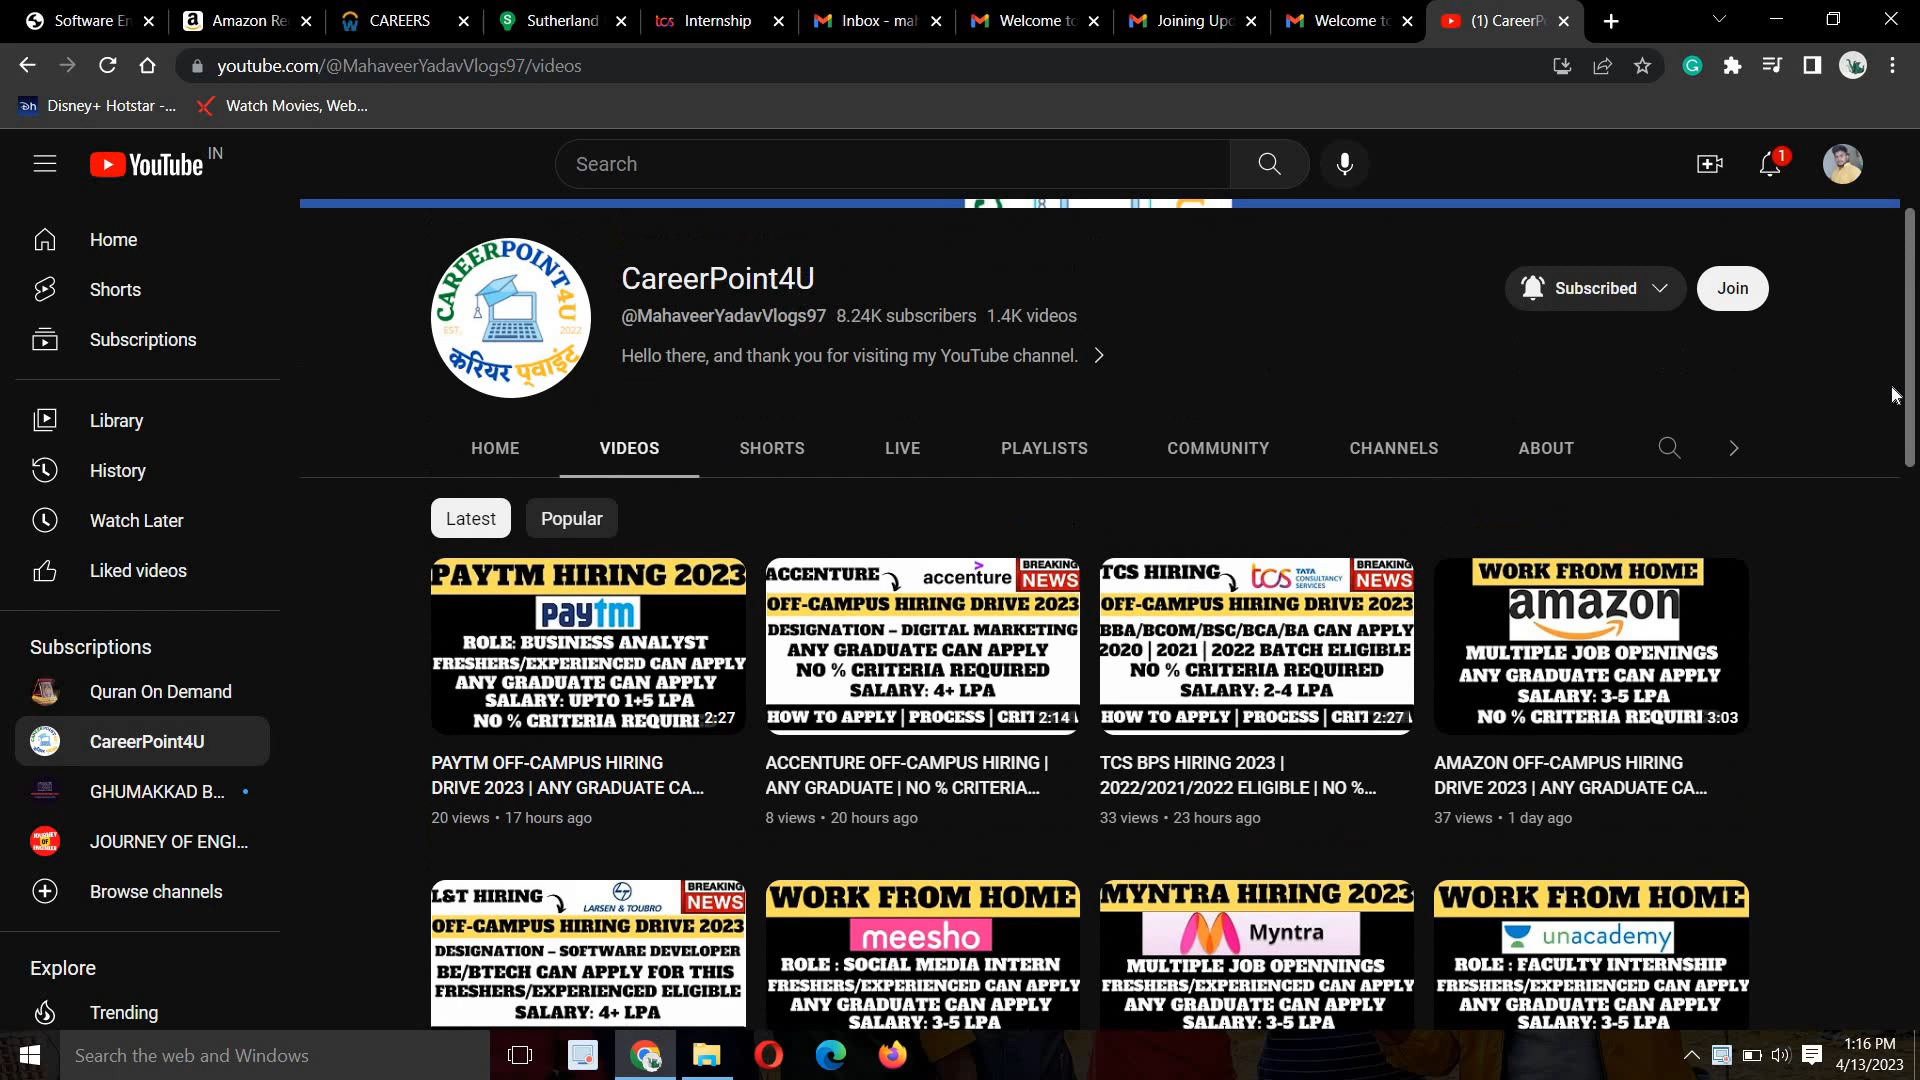 Software En
Amazon Re
CAREERS
Sutherland
tcs Internship
Inbox - mah
Welcome to
Joining Upd
Welcome to
(1) CareerPo
youtube.com/@MahaveerYadavVlogs97/videos
Disney+ Hotstar -...
Watch Movies, Web...
YouTube IN
Search
1
Home
Shorts
Subscriptions
Library
History
Watch Later
Liked videos
Subscriptions
Quran On Demand
CareerPoint4U
GHUMAKKAD B...
JOURNEY OF ENGI...
Browse channels
Explore
Trending
CAREERPOINT4U
EST. 2022
करियर प्वाइंट
CareerPoint4U
@MahaveerYadavVlogs97 8.24K subscribers 1.4K videos
Hello there, and thank you for visiting my YouTube channel.
Subscribed
Join
HOME
VIDEOS
SHORTS
LIVE
PLAYLISTS
COMMUNITY
CHANNELS
ABOUT
Latest
Popular
PAYTM HIRING 2023
paytm
ROLE: BUSINESS ANALYST
FRESHERS/EXPERIENCED CAN APPLY
ANY GRADUATE CAN APPLY
SALARY: UPTO 1+5 LPA
NO % CRITERIA REQUIRE
2:27
PAYTM OFF-CAMPUS HIRING
DRIVE 2023 | ANY GRADUATE CA...
20 views • 17 hours ago
ACCENTURE
accenture
BREAKING
NEWS
OFF-CAMPUS HIRING DRIVE 2023
DESIGNATION – DIGITAL MARKETING
ANY GRADUATE CAN APPLY
NO % CRITERIA REQUIRED
SALARY: 4+ LPA
HOW TO APPLY | PROCESS | CRIT
2:14
ACCENTURE OFF-CAMPUS HIRING |
ANY GRADUATE | NO % CRITERIA...
8 views • 20 hours ago
TCS HIRING
tcs TATA
CONSULTANCY
SERVICES
BREAKING
NEWS
OFF-CAMPUS HIRING DRIVE 2023
BBA/BCOM/BSC/BCA/BA CAN APPLY
2020 | 2021 | 2022 BATCH ELIGIBLE
NO % CRITERIA REQUIRED
SALARY: 2-4 LPA
HOW TO APPLY | PROCESS | CRIT
2:27
TCS BPS HIRING 2023 |
2022/2021/2022 ELIGIBLE | NO %...
33 views • 23 hours ago
WORK FROM HOME
amazon
MULTIPLE JOB OPENINGS
ANY GRADUATE CAN APPLY
SALARY: 3-5 LPA
NO % CRITERIA REQUIRE
3:03
AMAZON OFF-CAMPUS HIRING
DRIVE 2023 | ANY GRADUATE CA...
37 views • 1 day ago
L&T HIRING
LARSEN & TOUBRO
BREAKING
NEWS
OFF-CAMPUS HIRING DRIVE 2023
DESIGNATION – SOFTWARE DEVELOPER
BE/BTECH CAN APPLY FOR THIS
FRESHERS/EXPERIENCED ELIGIBLE
SALARY: 4+ LPA
WORK FROM HOME
meesho
ROLE : SOCIAL MEDIA INTERN
FRESHERS/EXPERIENCED CAN APPLY
ANY GRADUATE CAN APPLY
SALARY: 3-5 LPA
MYNTRA HIRING 2023
Myntra
MULTIPLE JOB OPENNINGS
FRESHERS/EXPERIENCED CAN APPLY
ANY GRADUATE CAN APPLY
SALARY: 3-5 LPA
WORK FROM HOME
unacademy
ROLE : FACULTY INTERNSHIP
FRESHERS/EXPERIENCED CAN APPLY
ANY GRADUATE CAN APPLY
SALARY: 3-5 LPA
Search the web and Windows
1:16 PM
4/13/2023